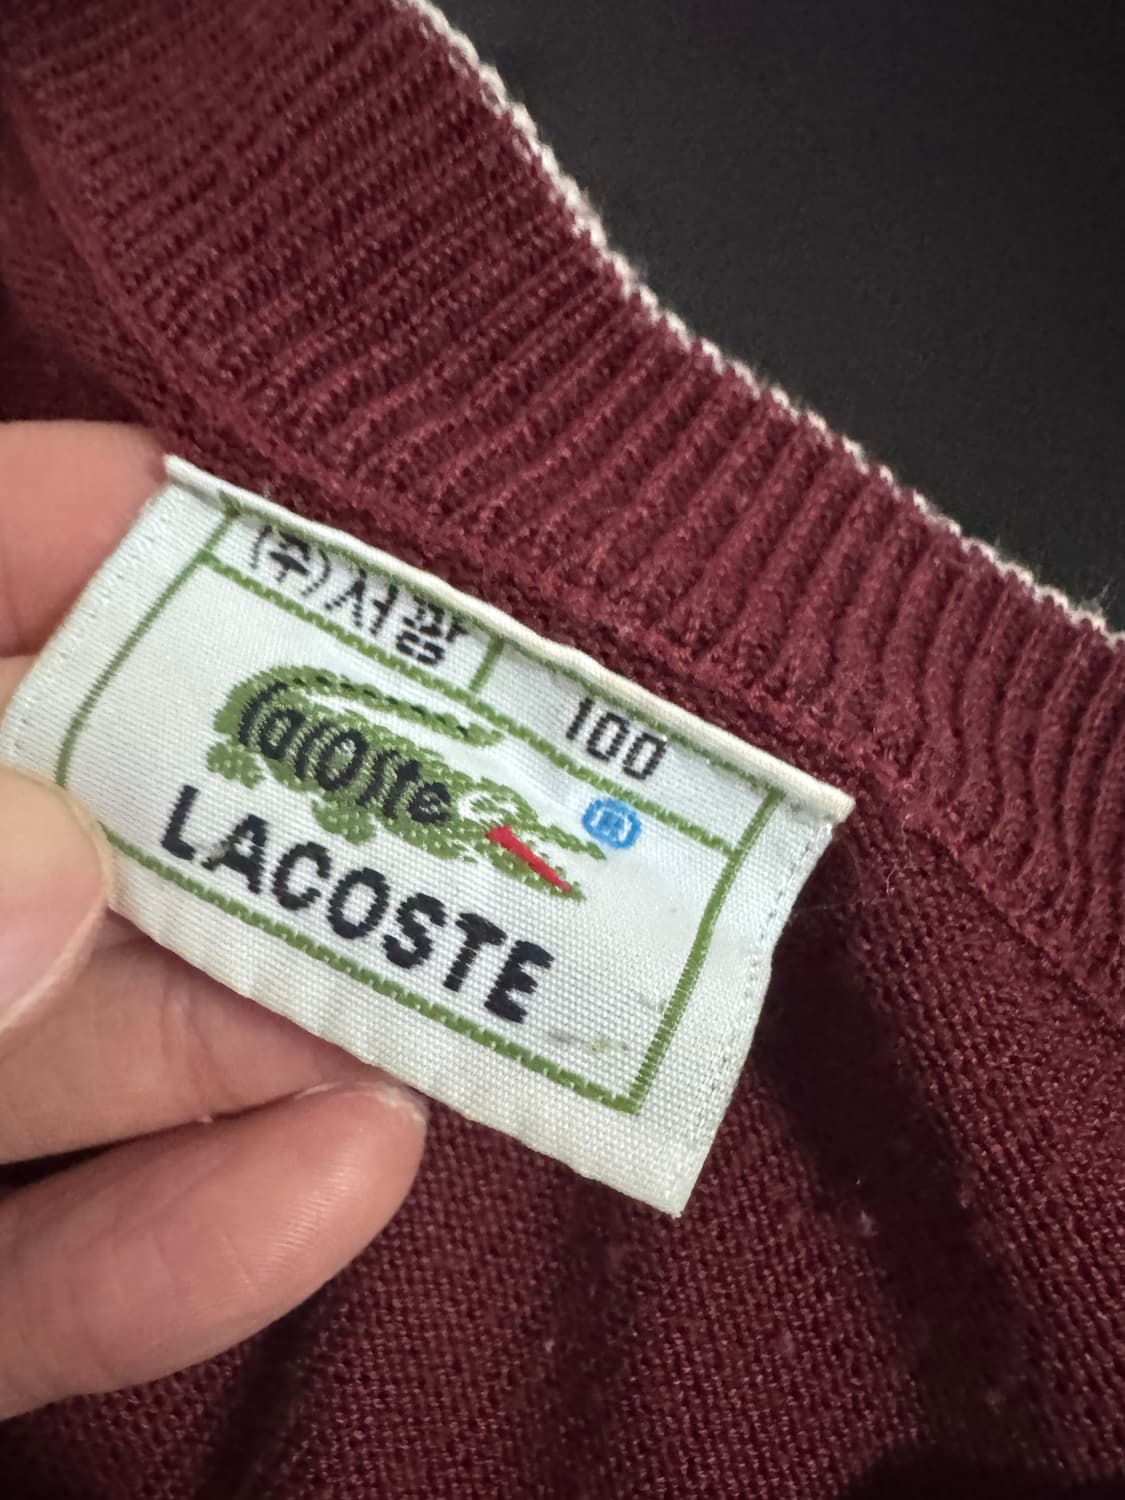 (주)서광
100
Lacoste
LACOSTE